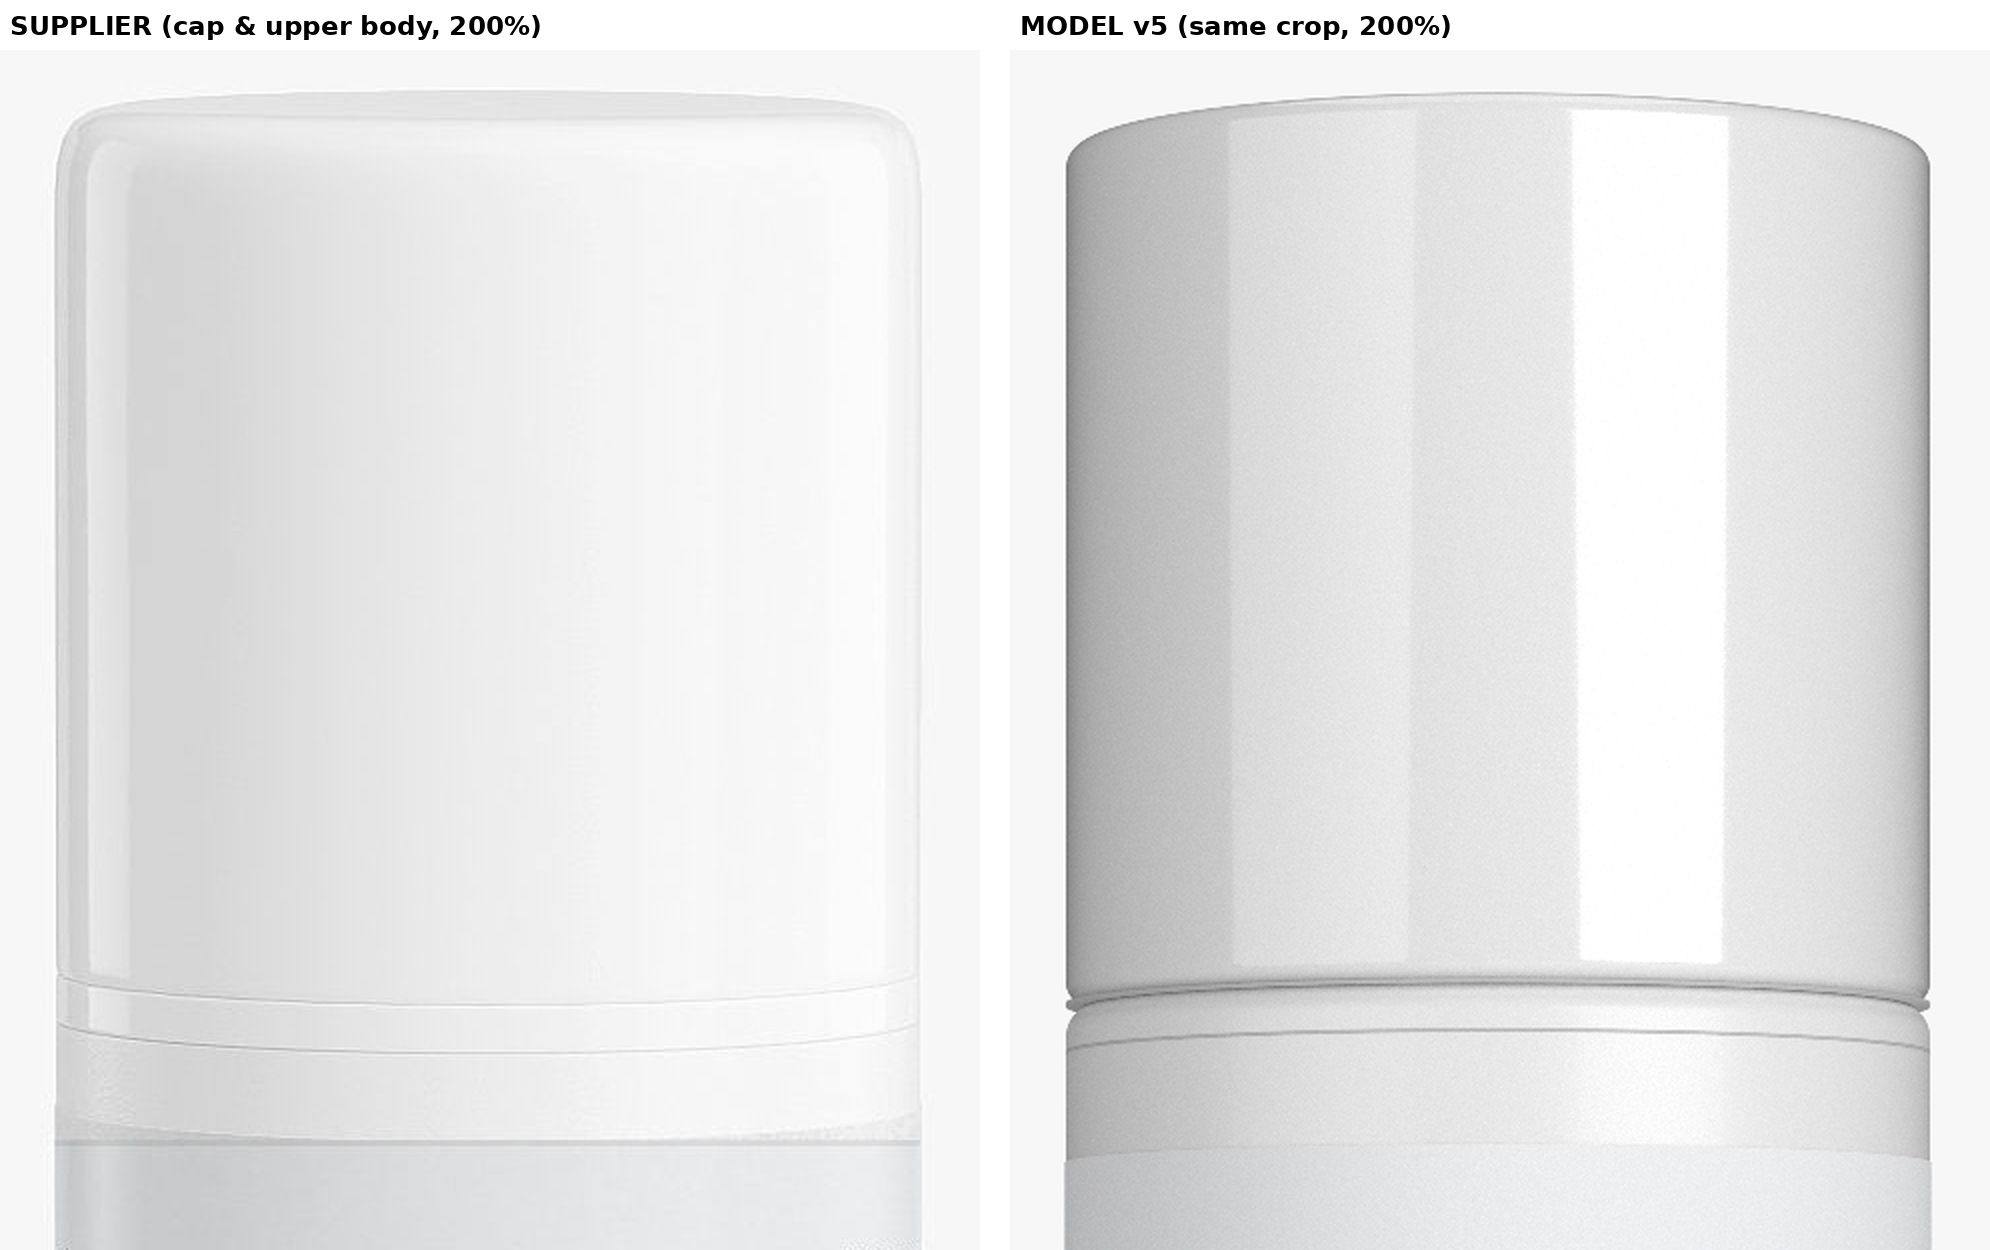 SUPPLIER (cap & upper body, 200%)
MODEL v5 (same crop, 200%)